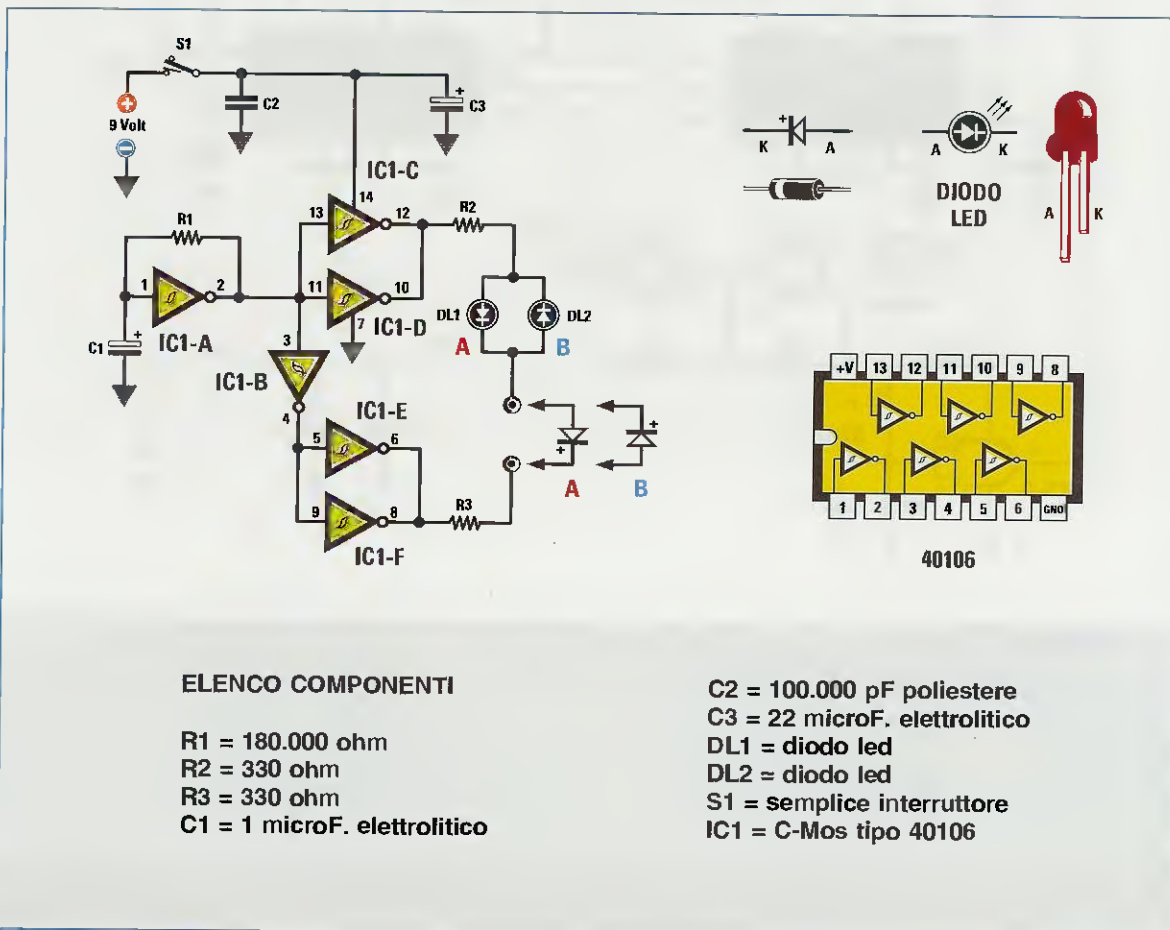 S1
C2
+
C3
+
9 Volt
−
IC1-C
14
13
12
R1
R2
1
2
11
10
IC1-A
7
IC1-D
+
C1
3
IC1-B
DL1
DL2
A
B
4
IC1-E
5
6
+
+
A
B
9
8
R3
IC1-F
+
K
A
A
K
DIODO
LED
A
K
+V
13
12
11
10
9
8
1
2
3
4
5
6
GND
40106
ELENCO COMPONENTI
R1 = 180.000 ohm
R2 = 330 ohm
R3 = 330 ohm
C1 = 1 microF. elettrolitico
C2 = 100.000 pF poliestere
C3 = 22 microF. elettrolitico
DL1 = diodo led
DL2 = diodo led
S1 = semplice interruttore
IC1 = C-Mos tipo 40106